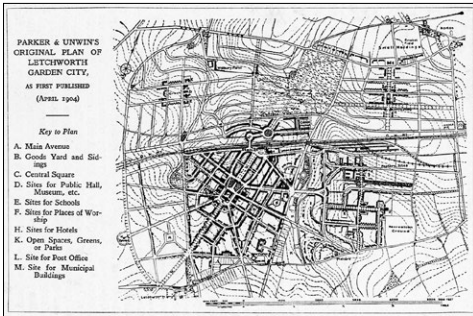 PARKER & UNWIN'S
ORIGINAL PLAN OF
LETCHWORTH
GARDEN CITY,
AS FIRST PUBLISHED
(APRIL 1904)
Key to Plan
A. Main Avenue
B. Goods Yard and Sid-
ings
C. Central Square
D. Sites for Public Hall,
Museum, etc.
E. Sites for Schools
F. Sites for Places of Wor-
ship
H. Sites for Hotels
K. Open Spaces, Greens,
or Parks
L. Site for Post Office
M. Site for Municipal
Buildings
Small Holdings